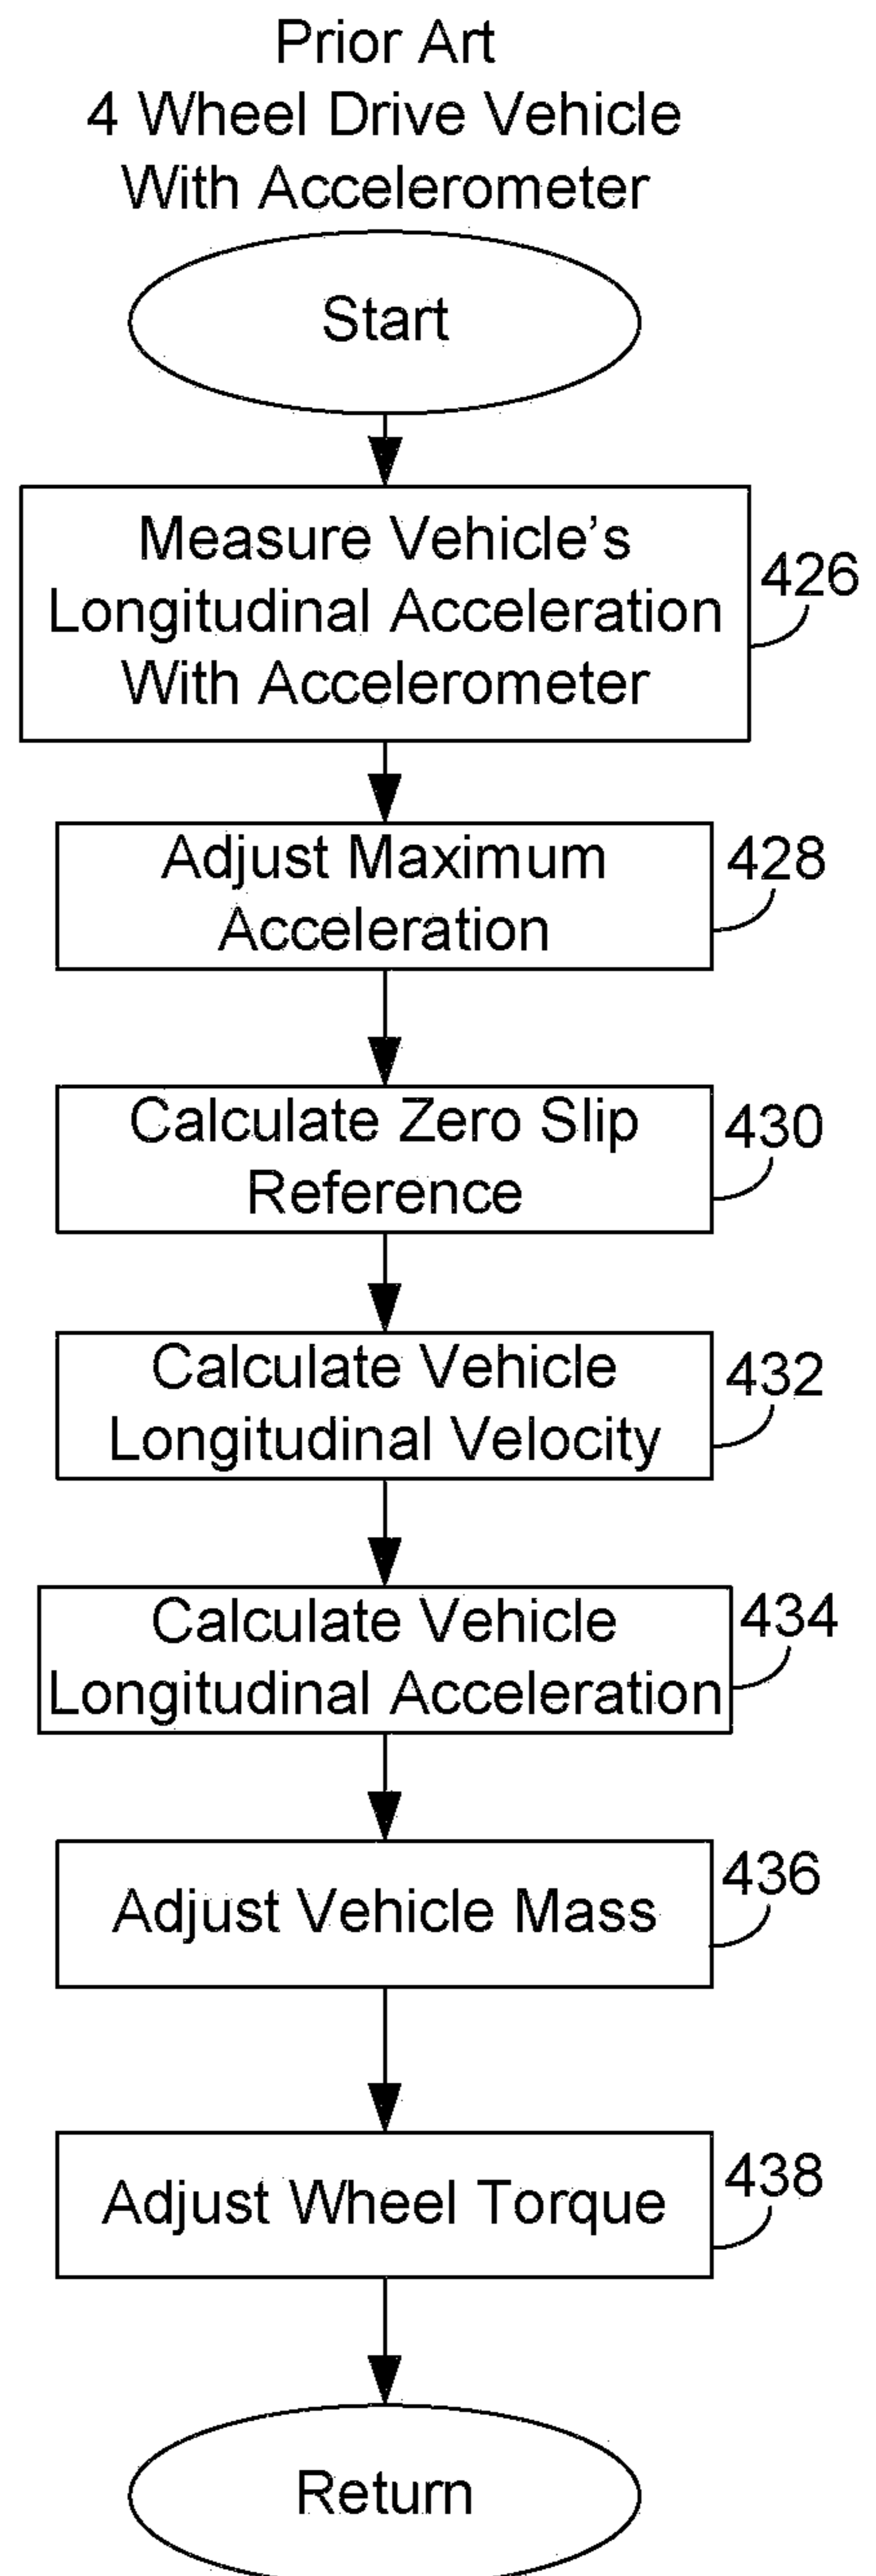 Prior Art
4 Wheel Drive Vehicle
With Accelerometer
Start
Measure Vehicle’s
Longitudinal Acceleration
With Accelerometer
426
Adjust Maximum
Acceleration
428
Calculate Zero Slip
Reference
430
Calculate Vehicle
Longitudinal Velocity
432
Calculate Vehicle
Longitudinal Acceleration
434
Adjust Vehicle Mass
436
Adjust Wheel Torque
438
Return